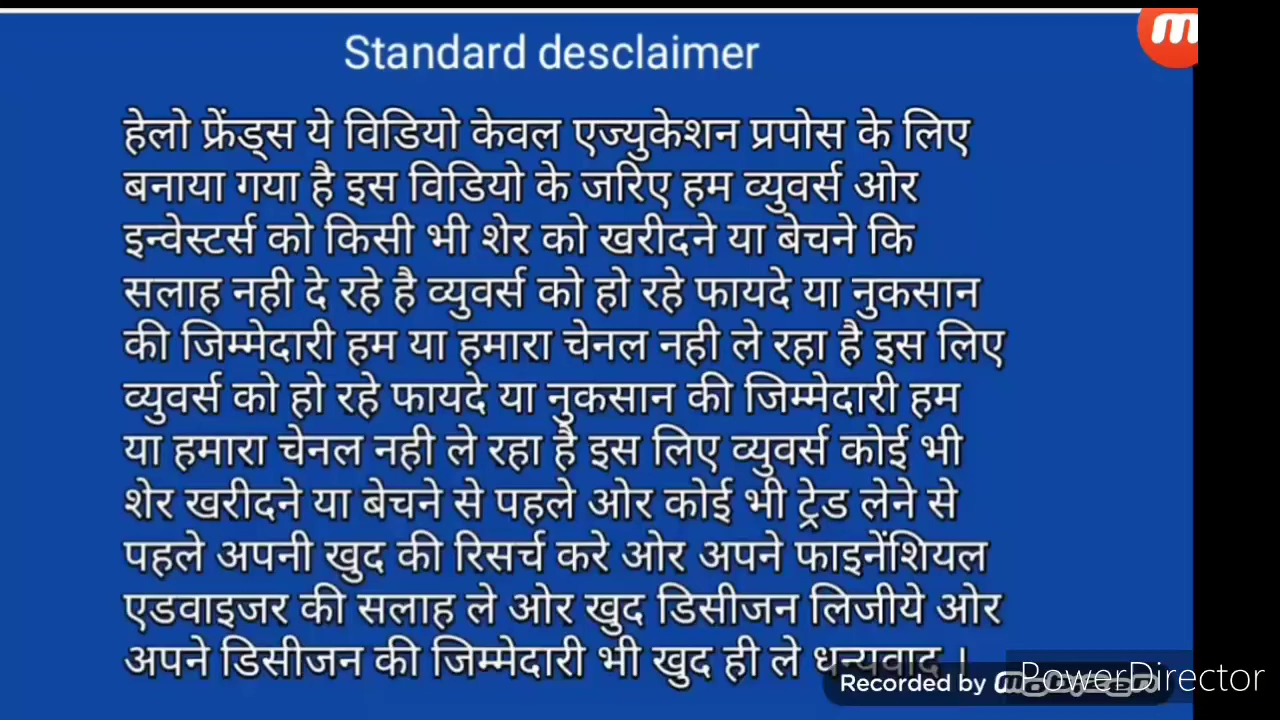 Standard desclaimer
हेलो फ्रेंड्स ये विडियो केवल एज्युकेशन प्रपोस के लिए
बनाया गया है इस विडियो के जरिए हम व्युवर्स ओर
इन्वेस्टर्स को किसी भी शेर को खरीदने या बेचने कि
सलाह नही दे रहे है व्युवर्स को हो रहे फायदे या नुकसान
की जिम्मेदारी हम या हमारा चेनल नही ले रहा है इस लिए
व्युवर्स को हो रहे फायदे या नुकसान की जिम्मेदारी हम
या हमारा चेनल नही ले रहा है इस लिए व्युवर्स कोई भी
शेर खरीदने या बेचने से पहले ओर कोई भी ट्रेड लेने से
पहले अपनी खुद की रिसर्च करे ओर अपने फाइनेंशियल
एडवाइजर की सलाह ले ओर खुद डिसीजन लिजीये ओर
अपने डिसीजन की जिम्मेदारी भी खुद ही ले धन्यवाद ।
Recorded by
PowerDirector